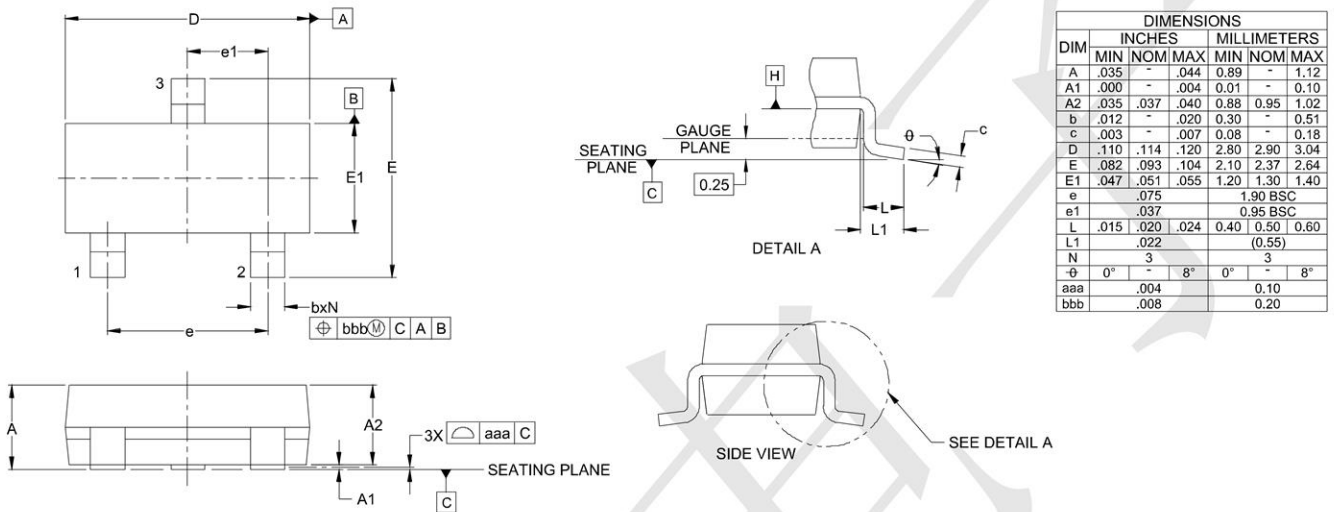 D
A
e1
3
B
E1
E
1
2
bxN
⌖ bbbⓂ C A B
e
A
A2
3X ⌓ aaa C
SEATING PLANE
A1
C
H
GAUGE
PLANE
SEATING
PLANE
C
0.25
θ
c
L
L1
DETAIL A
SIDE VIEW
SEE DETAIL A
DIMENSIONS
DIM INCHES MILLIMETERS
MIN NOM MAX MIN NOM MAX
A .035 - .044 0.89 - 1.12
A1 .000 - .004 0.01 - 0.10
A2 .035 .037 .040 0.88 0.95 1.02
b .012 - .020 0.30 - 0.51
c .003 - .007 0.08 - 0.18
D .110 .114 .120 2.80 2.90 3.04
E .082 .093 .104 2.10 2.37 2.64
E1 .047 .051 .055 1.20 1.30 1.40
e .075 1.90 BSC
e1 .037 0.95 BSC
L .015 .020 .024 0.40 0.50 0.60
L1 .022 (0.55)
N 3 3
θ 0° - 8° 0° - 8°
aaa .004 0.10
bbb .008 0.20